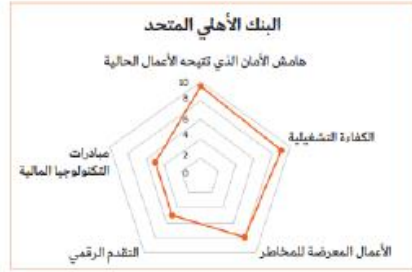 البنك الأهلي المتحد
هامش الأمان الذي تتيحه الأعمال الحالية
10
8
6
4
2
0
الكفاءة التشغيلية
مبادرات
التكنولوجيا المالية
الأعمال المعرضة للمخاطر
التقدم الرقمي